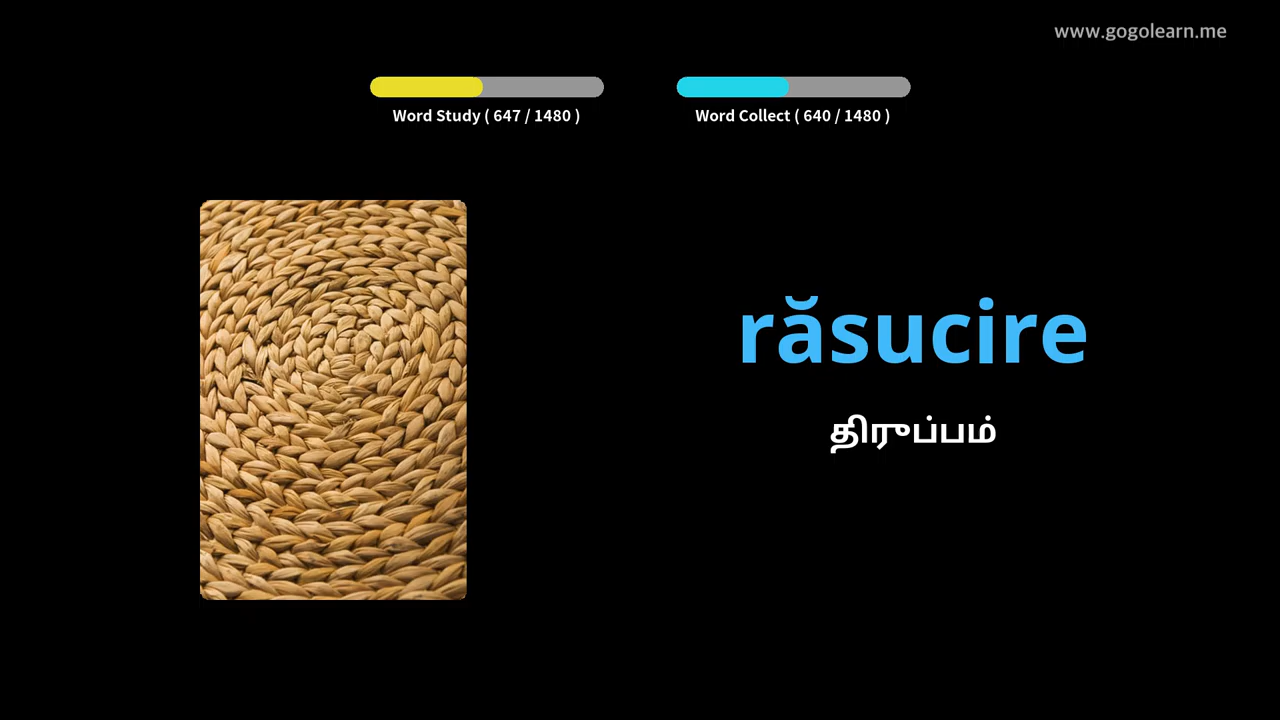 www.gogolearn.me
Word Study ( 647 / 1480 )
Word Collect ( 640 / 1480 )
răsucire
திருப்பம்